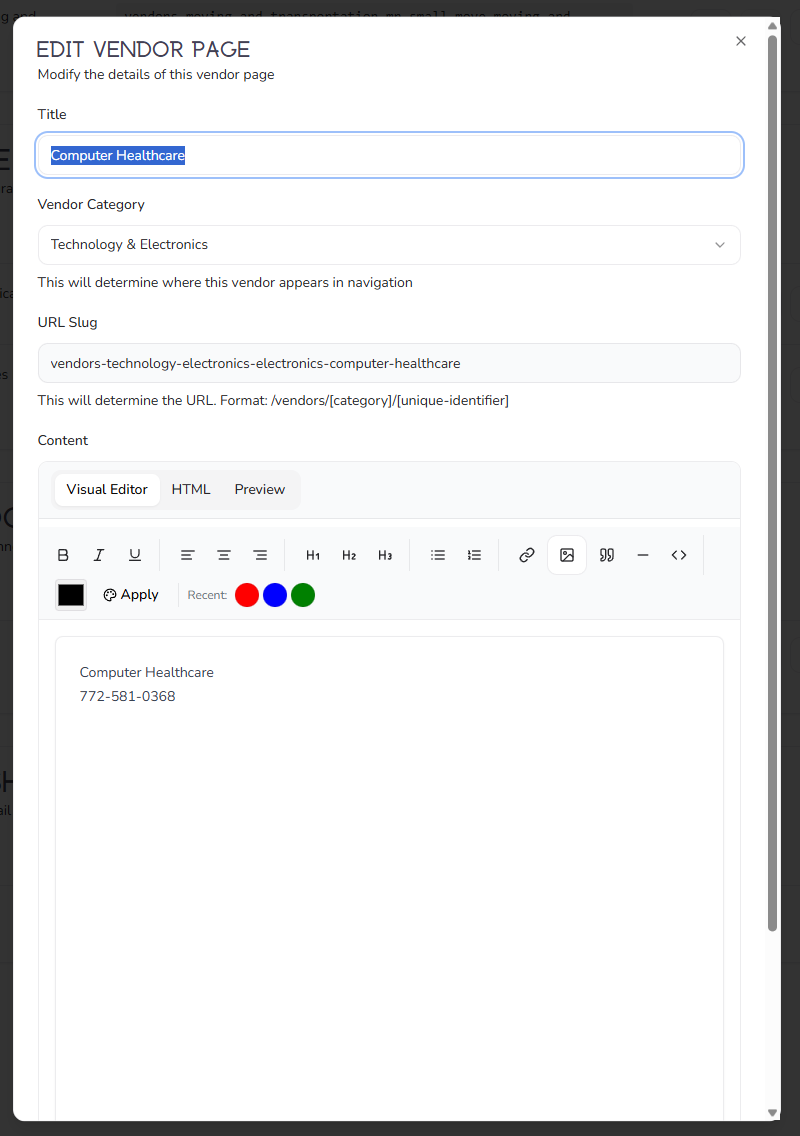 EDIT VENDOR PAGE
Modify the details of this vendor page
Title
Computer Healthcare
Vendor Category
Technology & Electronics
This will determine where this vendor appears in navigation
URL Slug
vendors-technology-electronics-electronics-computer-healthcare
This will determine the URL. Format: /vendors/[category]/[unique-identifier]
Content
Visual Editor HTML Preview
B I U H1 H2 H3
Apply Recent:
Computer Healthcare
772-581-0368